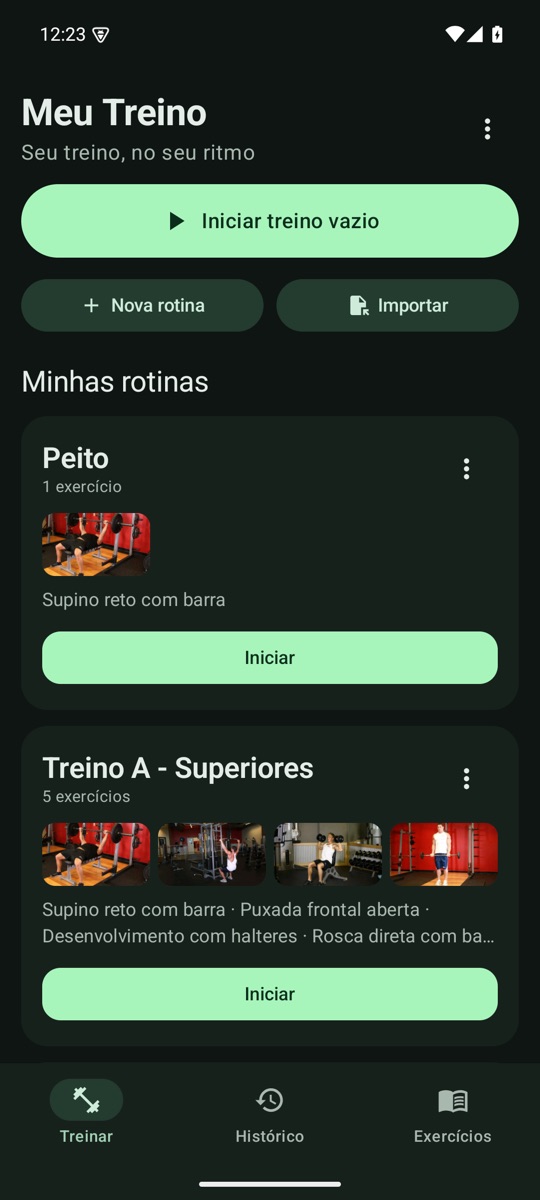 12:23
Meu Treino
Seu treino, no seu ritmo
Iniciar treino vazio
Nova rotina
Importar
Minhas rotinas
Peito
1 exercício
Supino reto com barra
Iniciar
Treino A - Superiores
5 exercícios
Supino reto com barra · Puxada frontal aberta ·
Desenvolvimento com halteres · Rosca direta com ba…
Iniciar
Treinar
Histórico
Exercícios